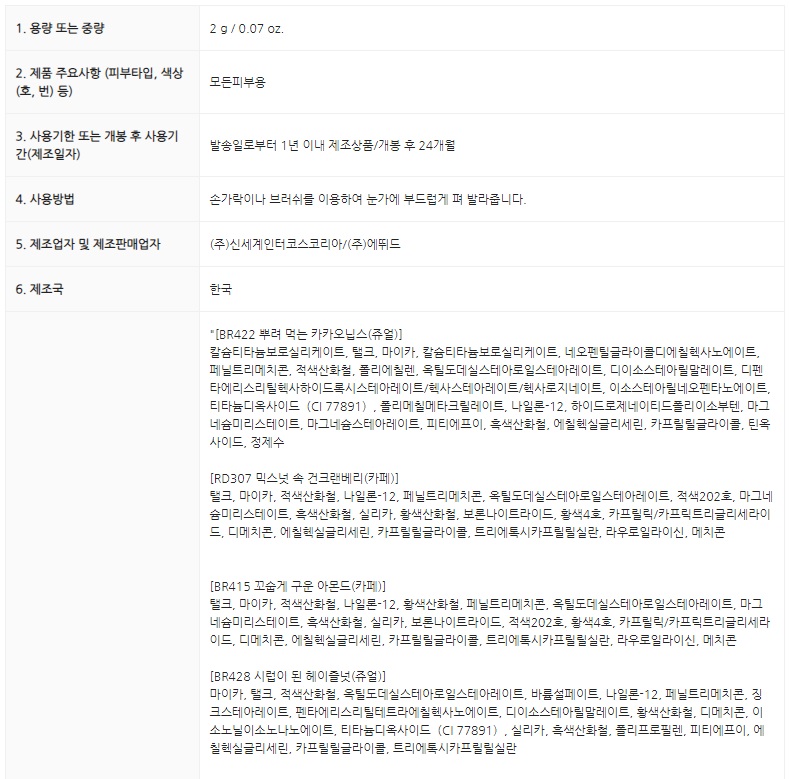 1. 용량 또는 중량
2 g / 0.07 oz.
2. 제품 주요사항 (피부타입, 색상
(호, 번) 등)
모든피부용
3. 사용기한 또는 개봉 후 사용기
간(제조일자)
발송일로부터 1년 이내 제조상품/개봉 후 24개월
4. 사용방법
손가락이나 브러쉬를 이용하여 눈가에 부드럽게 펴 발라줍니다.
5. 제조업자 및 제조판매업자
(주)신세계인터코스코리아/(주)에뛰드
6. 제조국
한국
"[BR422 뿌려 먹는 카카오닙스(쥬얼)]
칼슘티타늄보로실리케이트, 탤크, 마이카, 칼슘티타늄보로실리케이트, 네오펜틸글라이콜디에칠헥사노에이트,
페닐트리메치콘, 적색산화철, 폴리에칠렌, 옥틸도데실스테아로일스테아레이트, 디이소스테아릴말레이트, 디펜
타에리스리틸헥사하이드록시스테아레이트/헥사스테아레이트/헥사로지네이트, 이소스테아릴네오펜타노에이트,
티타늄디옥사이드（CI 77891）, 폴리메칠메타크릴레이트, 나일론-12, 하이드로제네이티드폴리이소부텐, 마그
네슘미리스테이트, 마그네슘스테아레이트, 피티에프이, 흑색산화철, 에칠헥실글리세린, 카프릴릴글라이콜, 틴옥
사이드, 정제수
[RD307 믹스넛 속 건크랜베리(카페)]
탤크, 마이카, 적색산화철, 나일론-12, 페닐트리메치콘, 옥틸도데실스테아로일스테아레이트, 적색202호, 마그네
슘미리스테이트, 흑색산화철, 실리카, 황색산화철, 보론나이트라이드, 황색4호, 카프릴릭/카프릭트리글리세라이
드, 디메치콘, 에칠헥실글리세린, 카프릴릴글라이콜, 트리에톡시카프릴릴실란, 라우로일라이신, 메치콘
[BR415 꼬숩게 구운 아몬드(카페)]
탤크, 마이카, 적색산화철, 나일론-12, 황색산화철, 페닐트리메치콘, 옥틸도데실스테아로일스테아레이트, 마그
네슘미리스테이트, 흑색산화철, 실리카, 보론나이트라이드, 적색202호, 황색4호, 카프릴릭/카프릭트리글리세라
이드, 디메치콘, 에칠헥실글리세린, 카프릴릴글라이콜, 트리에톡시카프릴릴실란, 라우로일라이신, 메치콘
[BR428 시럽이 된 헤이즐넛(쥬얼)]
마이카, 탤크, 적색산화철, 옥틸도데실스테아로일스테아레이트, 바륨설페이트, 나일론-12, 페닐트리메치콘, 징
크스테아레이트, 펜타에리스리틸테트라에칠헥사노에이트, 디이소스테아릴말레이트, 황색산화철, 디메치콘, 이
소노닐이소노나노에이트, 티타늄디옥사이드（CI 77891）, 실리카, 흑색산화철, 폴리프로필렌, 피티에프이, 에
칠헥실글리세린, 카프릴릴글라이콜, 트리에톡시카프릴릴실란